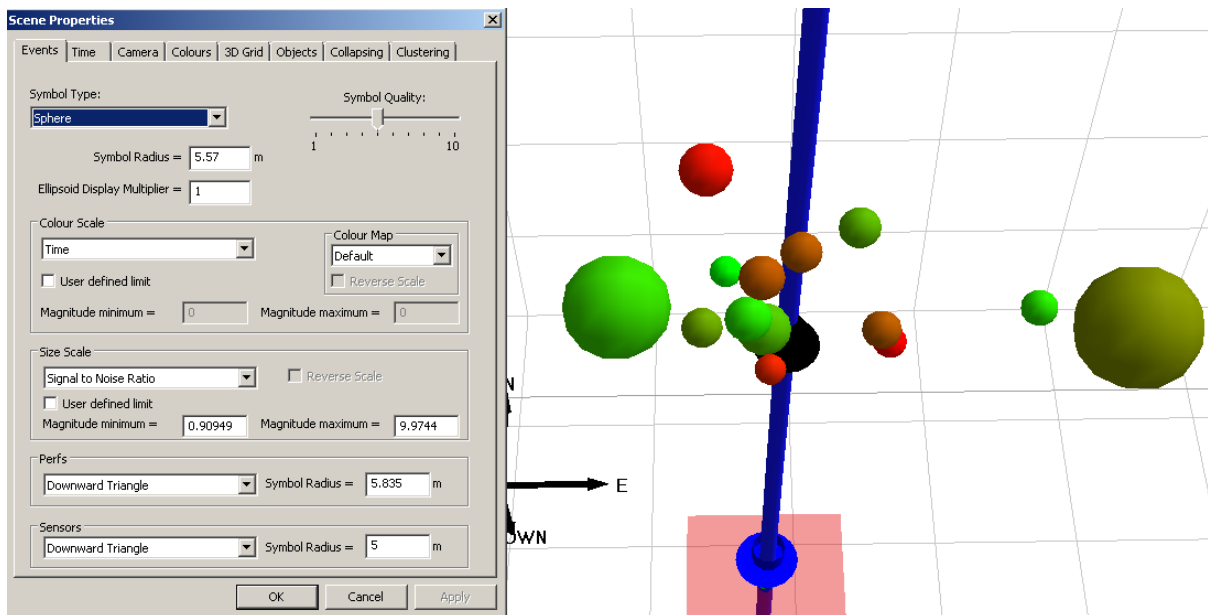 Scene Properties
Events Time Camera Colours 3D Grid Objects Collapsing Clustering
Symbol Type:
Sphere
Symbol Quality:
1 10
Symbol Radius = 5.57 m
Ellipsoid Display Multiplier = 1
Colour Scale
Time
Colour Map
Default
User defined limit
Reverse Scale
Magnitude minimum = 0 Magnitude maximum = 0
Size Scale
Signal to Noise Ratio
Reverse Scale
User defined limit
Magnitude minimum = 0.90949 Magnitude maximum = 9.9744
Perfs
Downward Triangle Symbol Radius = 5.835 m
Sensors
Downward Triangle Symbol Radius = 5 m
OK Cancel Apply
N
E
OWN